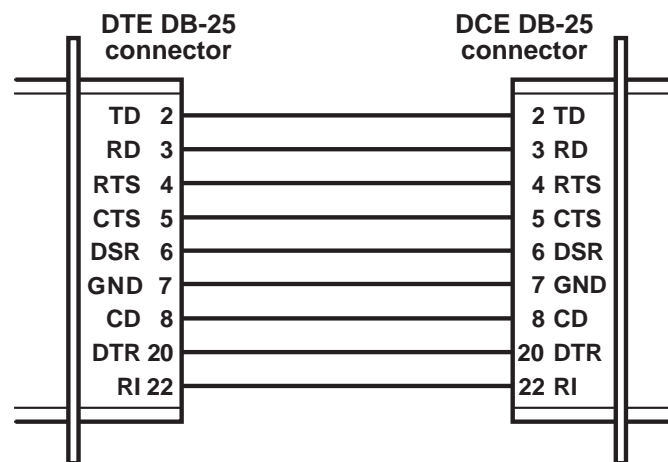 DTE DB-25
connector
DCE DB-25
connector
TD 2
2 TD
RD 3
3 RD
RTS 4
4 RTS
CTS 5
5 CTS
DSR 6
6 DSR
GND 7
7 GND
CD 8
8 CD
DTR 20
20 DTR
RI 22
22 RI